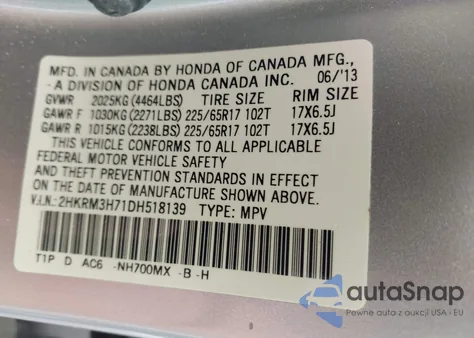 MFD. IN CANADA BY HONDA OF CANADA MFG.,
- A DIVISION OF HONDA CANADA INC. 06/'13
GVWR 2025KG (4464LBS) TIRE SIZE RIM SIZE
GAWR F 1030KG (2271LBS) 225/65R17 102T 17X6.5J
GAWR R 1015KG (2238LBS) 225/65R17 102T 17X6.5J
THIS VEHICLE CONFORMS TO ALL APPLICABLE
FEDERAL MOTOR VEHICLE SAFETY
AND THEFT PREVENTION STANDARDS IN EFFECT
ON THE DATE OF MANUFACTURE SHOWN ABOVE.
V.I.N.:2HKRM3H71DH518139 TYPE: MPV
T1P D AC6 -NH700MX -B -H
autoSnap
Pewne auta z aukcji USA i EU